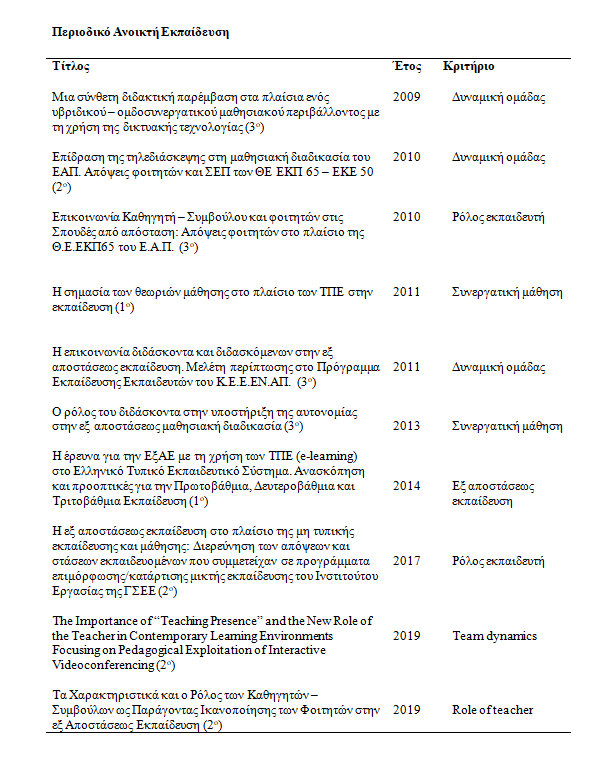 Περιοδικό Ανοικτή Εκπαίδευση
Τίτλος Έτος Κριτήριο
Μια σύνθετη διδακτική παρέμβαση στα πλαίσια ενός 2009 Δυναμική ομάδας
υβριδικού – ομδοσυνεργατικού μαθησιακού περιβάλλοντος με
τη χρήση της δικτυακής τεχνολογίας (3ο)
Επίδραση της τηλεδιάσκεψης στη μαθησιακή διαδικασία του 2010 Δυναμική ομάδας
ΕΑΠ. Απόψεις φοιτητών και ΣΕΠ των ΘΕ ΕΚΠ 65 – ΕΚΕ 50
(2ο)
Επικοινωνία Καθηγητή – Συμβούλου και φοιτητών στις 2010 Ρόλος εκπαιδευτή
Σπουδές από απόσταση: Απόψεις φοιτητών στο πλαίσιο της
Θ.Ε.ΕΚΠ65 του Ε.Α.Π. (3ο)
Η σημασία των θεωριών μάθησης στο πλαίσιο των ΤΠΕ στην 2011 Συνεργατική μάθηση
εκπαίδευση (1ο)
Η επικοινωνία διδάσκοντα και διδασκόμενων στην εξ
αποστάσεως εκπαίδευση. Μελέτη περίπτωσης στο Πρόγραμμα 2011 Δυναμική ομάδας
Εκπαίδευσης Εκπαιδευτών του Κ.Ε.Ε.ΕΝ.ΑΠ. (3ο)
Ο ρόλος του διδάσκοντα στην υποστήριξη της αυτονομίας
στην εξ αποστάσεως μαθησιακή διαδικασία (3ο) 2013 Συνεργατική μάθηση
Η έρευνα για την ΕξΑΕ με τη χρήση των ΤΠΕ (e-learning)
στο Ελληνικό Τυπικό Εκπαιδευτικό Σύστημα. Ανασκόπηση
και προοπτικές για την Πρωτοβάθμια, Δευτεροβάθμια και 2014 Εξ αποστάσεως
Τριτοβάθμια Εκπαίδευση (1ο) εκπαίδευση
Η εξ αποστάσεως εκπαίδευση στο πλαίσιο της μη τυπικής
εκπαίδευσης και μάθησης: Διερεύνηση των απόψεων και
στάσεων εκπαιδευομένων που συμμετείχαν σε προγράμματα 2017 Ρόλος εκπαιδευτή
επιμόρφωσης/κατάρτισης μικτής εκπαίδευσης του Ινστιτούτου
Εργασίας της ΓΣΕΕ (2ο)
The Importance of “Teaching Presence” and the New Role of
the Teacher in Contemporary Learning Environments 2019 Team dynamics
Focusing on Pedagogical Exploitation of Interactive
Videoconferencing (2ο)
Τα Χαρακτηριστικά και ο Ρόλος των Καθηγητών –
Συμβούλων ως Παράγοντας Ικανοποίησης των Φοιτητών στην 2019 Role of teacher
εξ Αποστάσεως Εκπαίδευση (2ο)